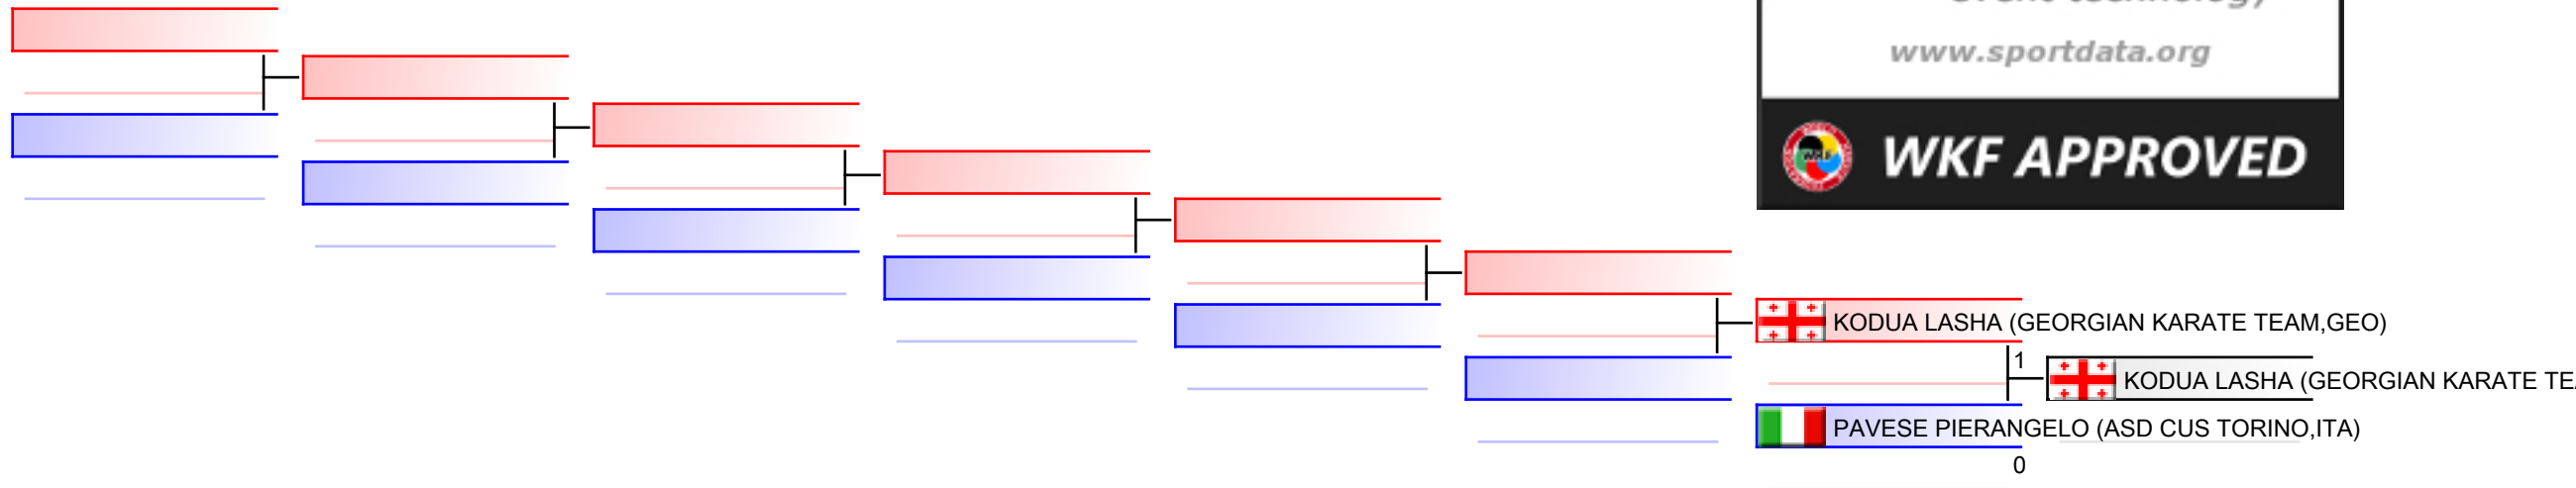 www.sportdata.org
WKF APPROVED
KODUA LASHA (GEORGIAN KARATE TEAM,GEO)
1
KODUA LASHA (GEORGIAN KARATE
PAVESE PIERANGELO (ASD CUS TORINO,ITA)
0